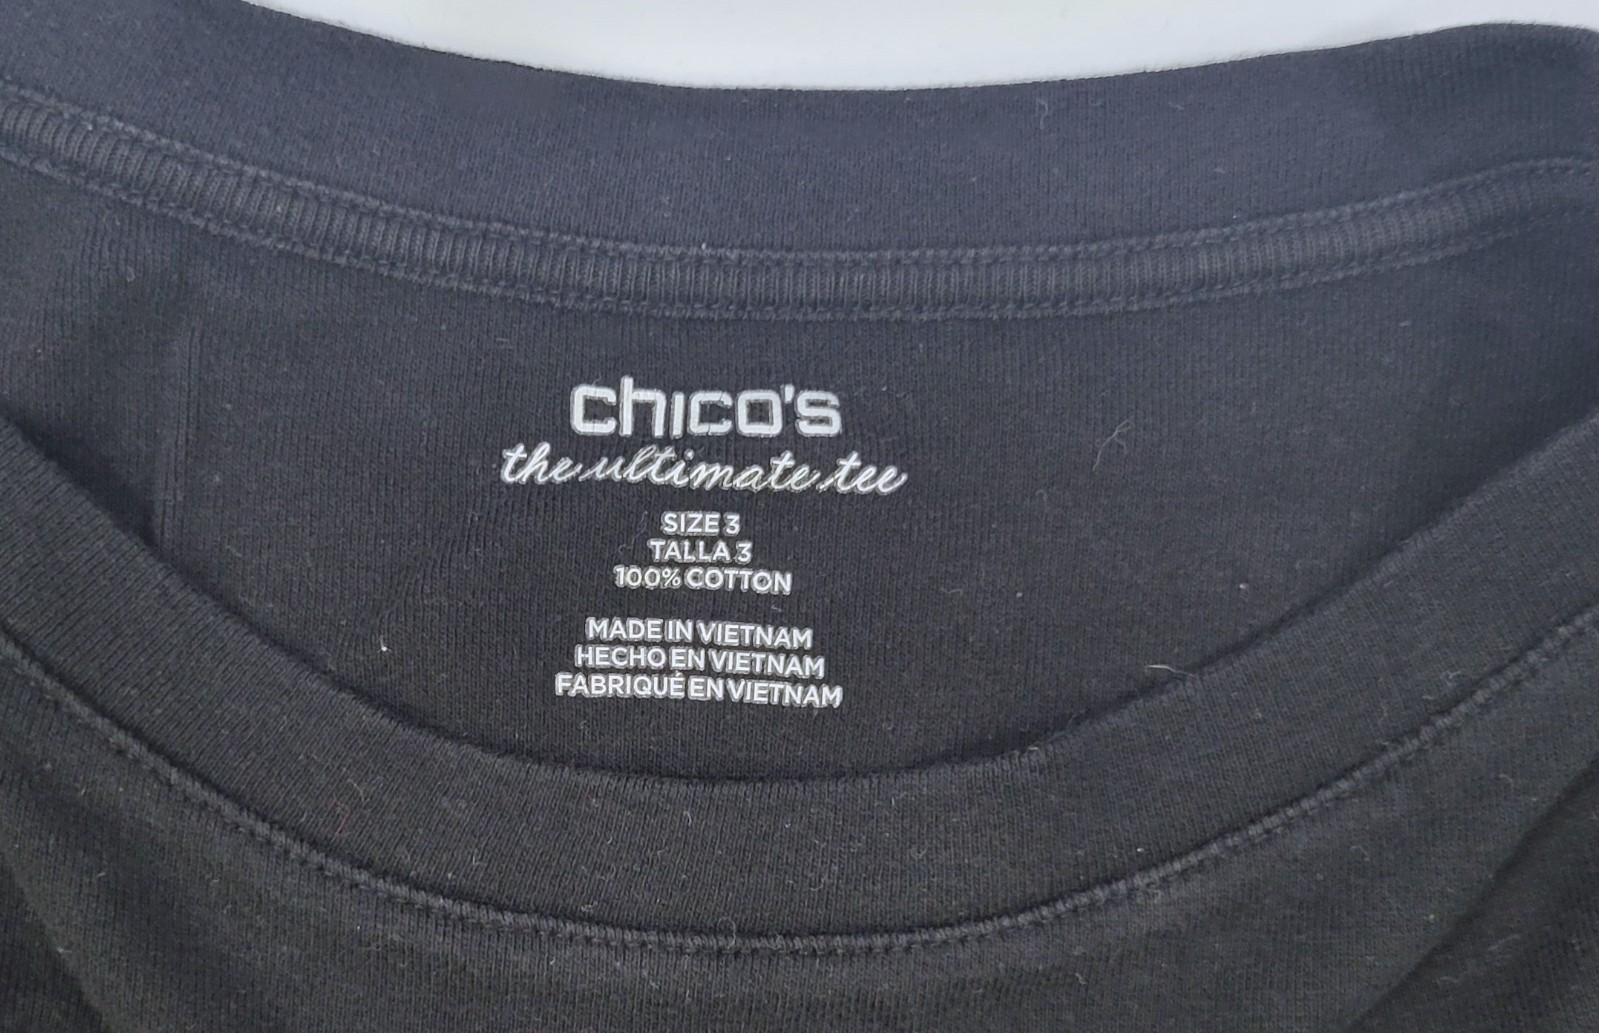 chico's
the ultimate tee
SIZE 3
TALLA 3
100% COTTON
MADE IN VIETNAM
HECHO EN VIETNAM
FABRIQUÉ EN VIETNAM